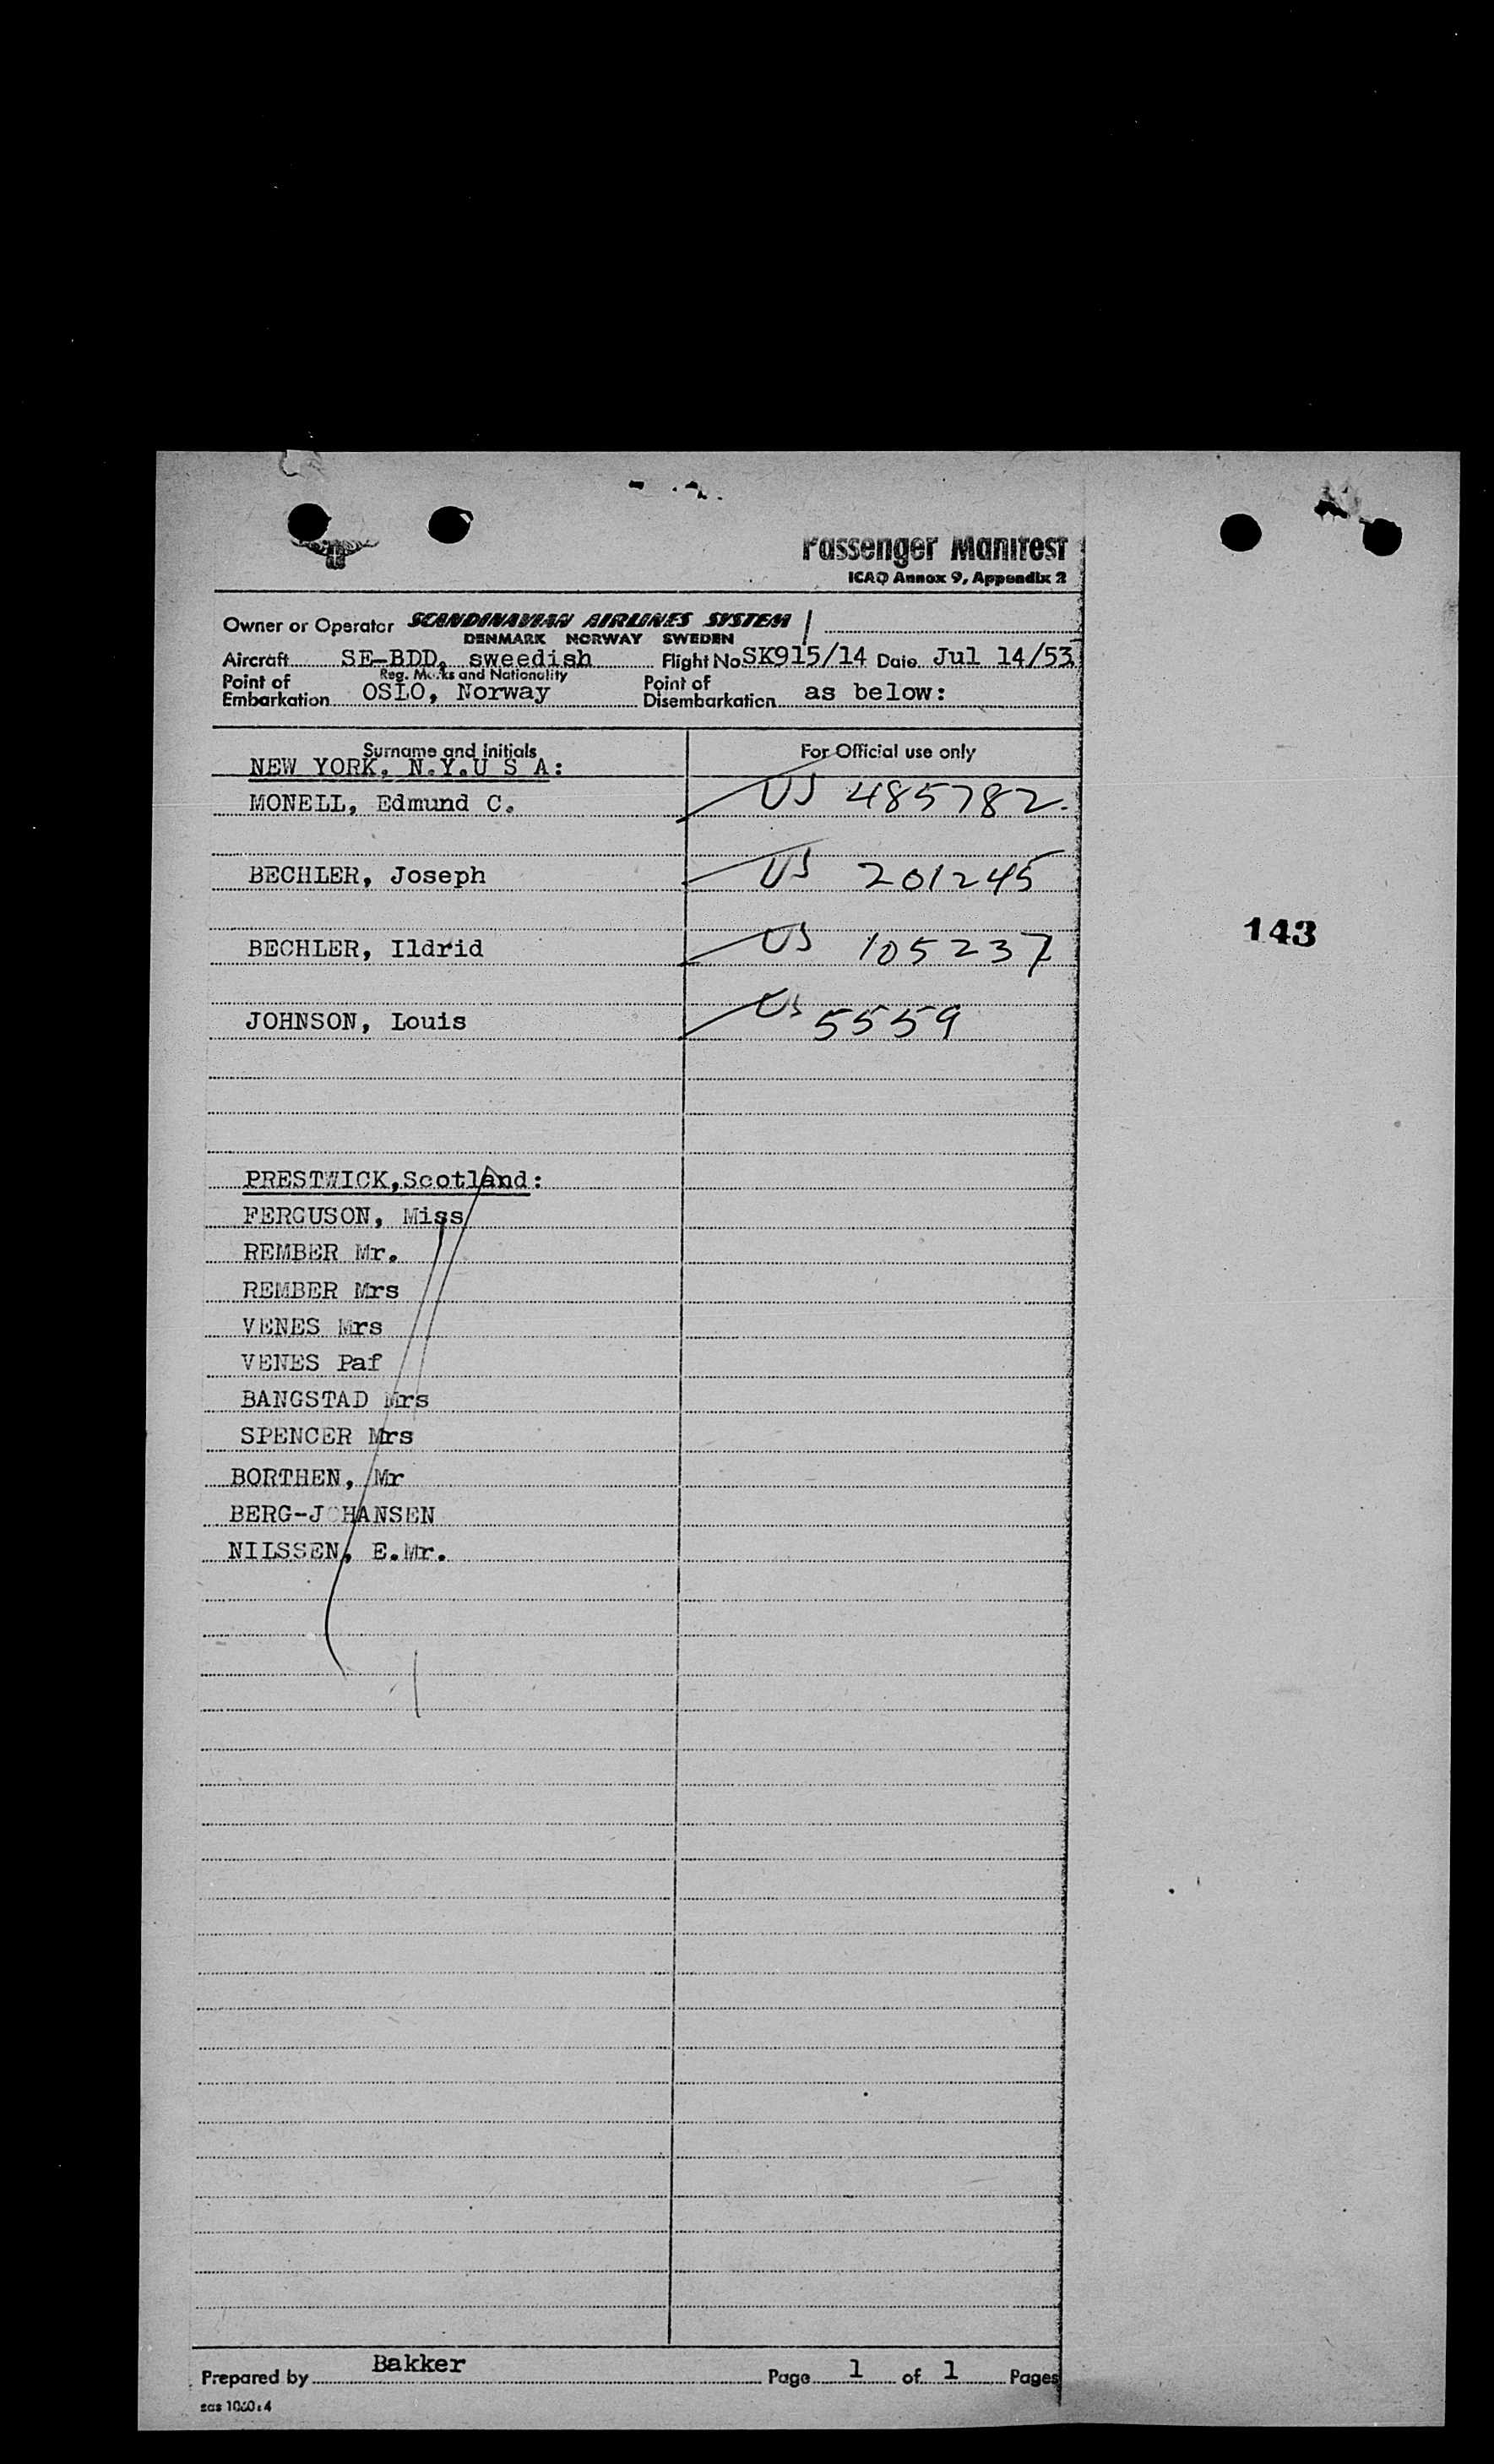 Passenger Manifest
ICAO Annex 9, Appendix 2
Owner or Operator SCANDINAVIAN AIRLINES SYSTEM
DENMARK NORWAY SWEDEN
Aircraft SE-BDD, sweedish Flight No SK915/14 Date Jul 14/53
Reg. Marks and Nationality
Point of Embarkation OSLO, Norway Point of Disembarkation as below:
Surname and Initials For Official use only
NEW YORK, N.Y.U S A:
MONELL, Edmund C. US 485782.
BECHLER, Joseph US 201245
143
BECHLER, Ildrid US 105237
JOHNSON, Louis US 5559
PRESTWICK,Scotland:
FERGUSON, Miss
REMBER Mr.
REMBER Mrs
VENES Mrs
VENES Paf
BANGSTAD Mrs
SPENCER Mrs
BORTHEN, Mr
BERG-JOHANSEN
NILSSEN, E.Mr.
Prepared by Bakker Page 1 of 1 Pages
sas 1060:4